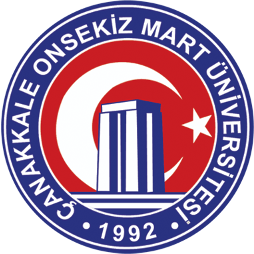 ÇANAKKALE ONSEKİZ MART ÜNİVERSİTESİ
• 1992 •